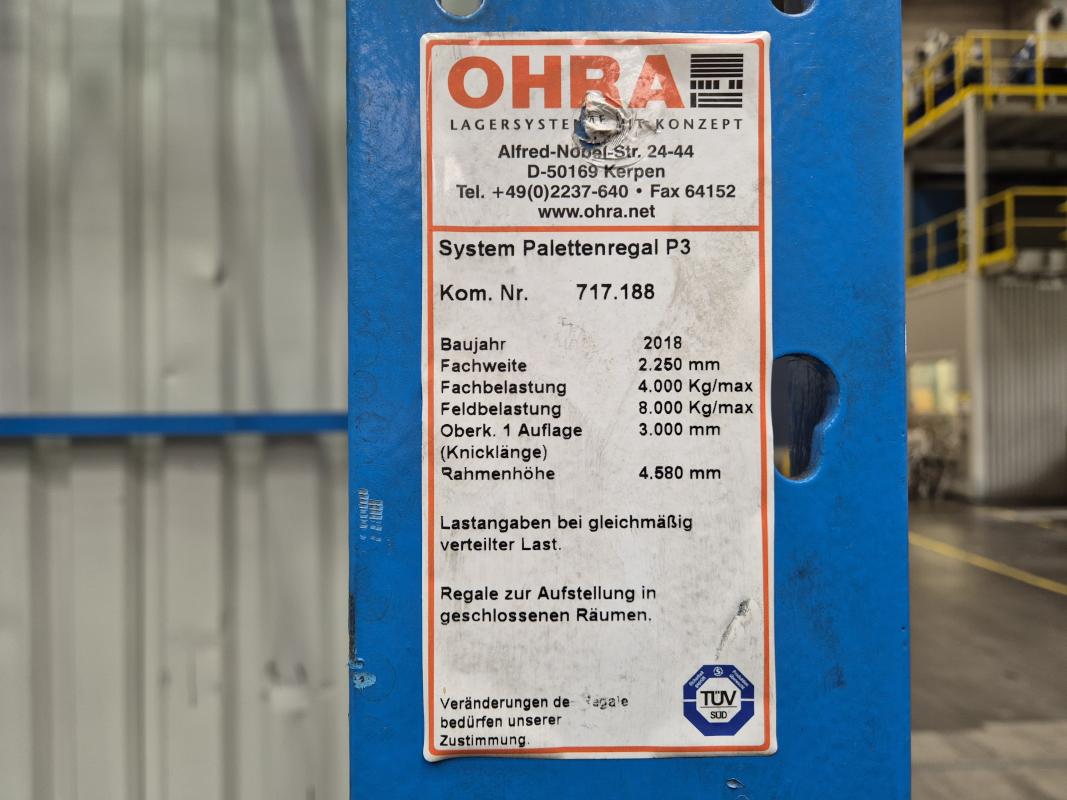 OHRA
LAGERSYSTEME MIT KONZEPT
Alfred-Nobel-Str. 24-44
D-50169 Kerpen
Tel. +49(0)2237-640 • Fax 64152
www.ohra.net
System Palettenregal P3
Kom. Nr. 717.188
Baujahr 2018
Fachweite 2.250 mm
Fachbelastung 4.000 Kg/max
Feldbelastung 8.000 Kg/max
Oberk. 1 Auflage 3.000 mm
(Knicklänge)
Rahmenhöhe 4.580 mm
Lastangaben bei gleichmäßig
verteilter Last.
Regale zur Aufstellung in
geschlossenen Räumen.
Veränderungen der Regale
bedürfen unserer
Zustimmung.
TÜV
SÜD